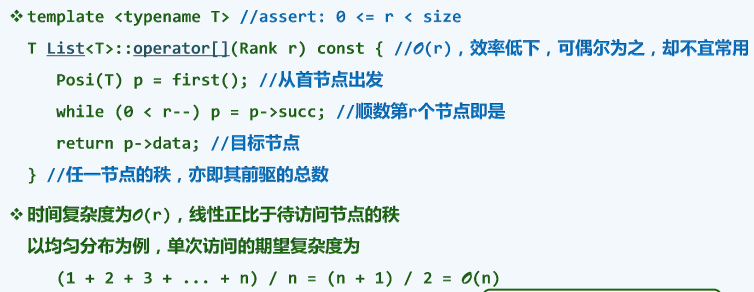 ❖ template <typename T> //assert: 0 <= r < size
T List<T>::operator[](Rank r) const { //O(r)，效率低下，可偶尔为之，却不宜常用
Posi(T) p = first(); //从首节点出发
while (0 < r--) p = p->succ; //顺数第r个节点即是
return p->data; //目标节点
} //任一节点的秩，亦即其前驱的总数
❖ 时间复杂度为O(r)，线性正比于待访问节点的秩
以均匀分布为例，单次访问的期望复杂度为
(1 + 2 + 3 + ... + n) / n = (n + 1) / 2 = O(n)